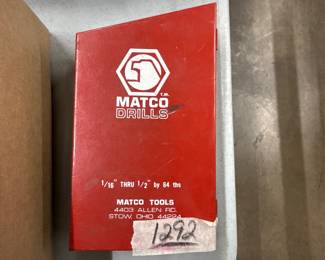 T.M.
MATCO
DRILLS
1/16" THRU 1/2" by 64 ths
MATCO TOOLS
4403 ALLEN RD.
STOW, OHIO 44224
1292